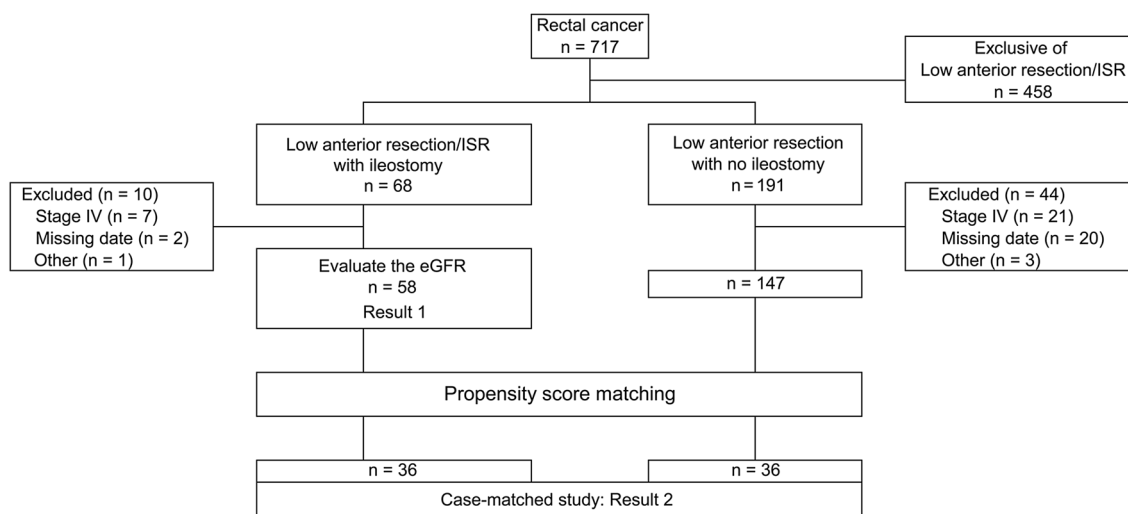 Rectal cancer
n = 717
Exclusive of
Low anterior resection/ISR
n = 458
Low anterior resection/ISR
with ileostomy
n = 68
Low anterior resection
with no ileostomy
n = 191
Excluded (n = 10)
Stage IV (n = 7)
Missing date (n = 2)
Other (n = 1)
Excluded (n = 44)
Stage IV (n = 21)
Missing date (n = 20)
Other (n = 3)
Evaluate the eGFR
n = 58
Result 1
n = 147
Propensity score matching
n = 36
n = 36
Case-matched study: Result 2